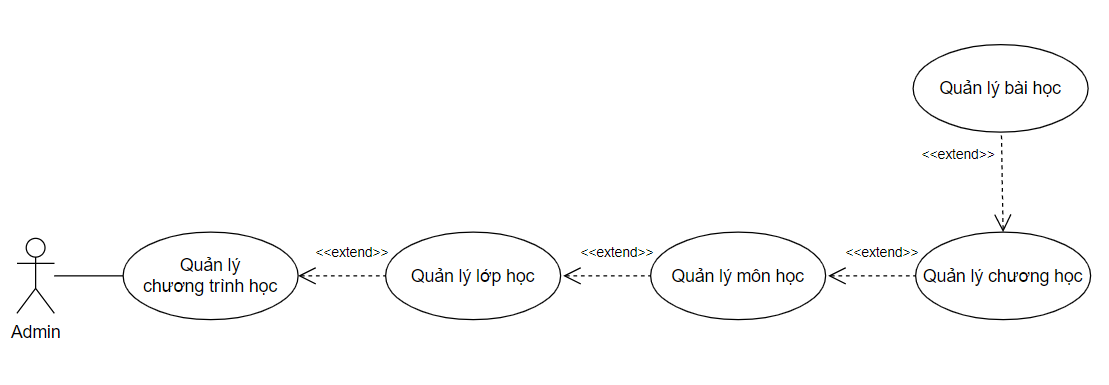 Quản lý bài học
<<extend>>
<<extend>>
<<extend>>
<<extend>>
Quản lý
chương trình học
Quản lý lớp học
Quản lý môn học
Quản lý chương học
Admin